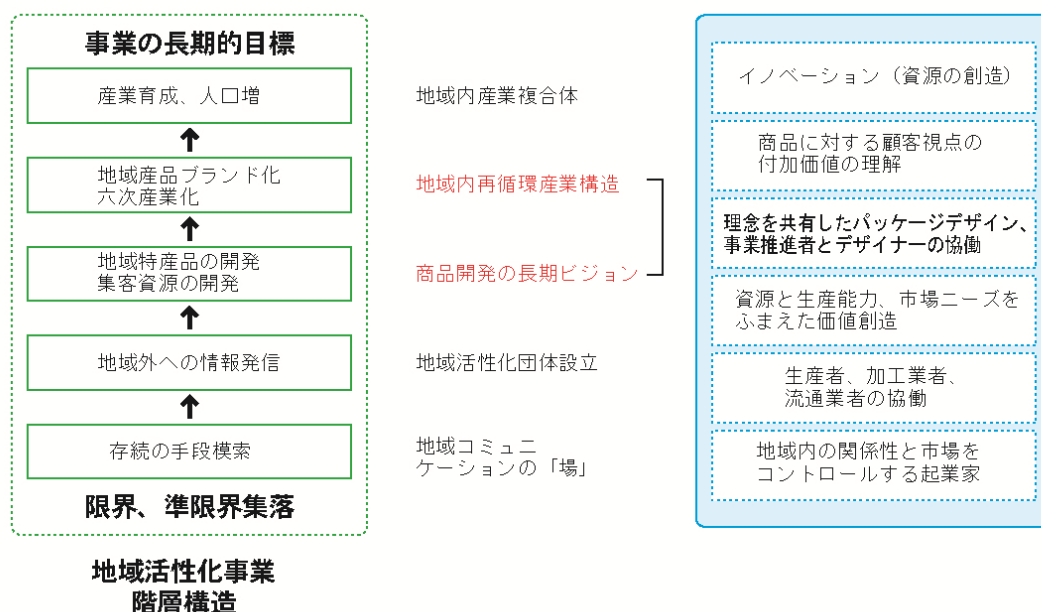 事業の長期的目標
産業育成、人口増
地域産品ブランド化
六次産業化
地域特産品の開発
集客資源の開発
地域外への情報発信
存続の手段模索
限界、準限界集落
地域活性化事業
階層構造
地域内産業複合体
地域内再循環産業構造
商品開発の長期ビジョン
地域活性化団体設立
地域コミュニ
ケーションの「場」
イノベーション（資源の創造）
商品に対する顧客視点の
付加価値の理解
理念を共有したパッケージデザイン、
事業推進者とデザイナーの協働
資源と生産能力、市場ニーズを
ふまえた価値創造
生産者、加工業者、
流通業者の協働
地域内の関係性と市場を
コントロールする起業家